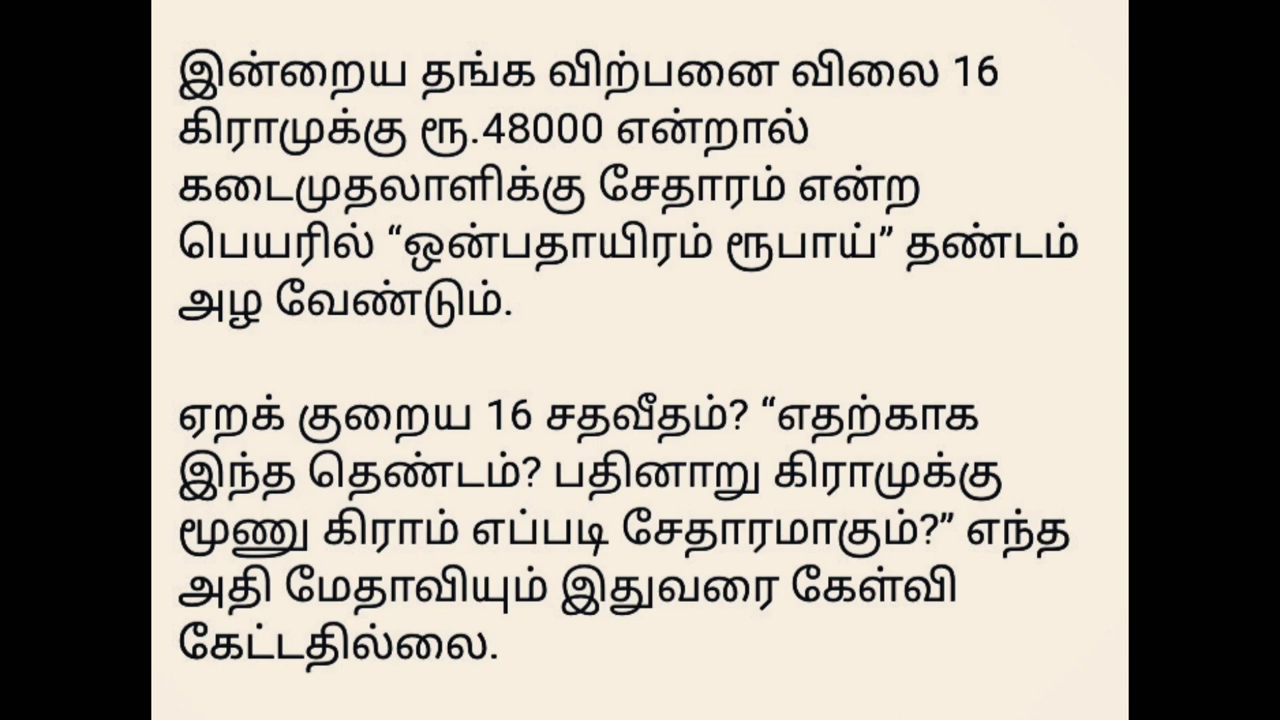 இன்றைய தங்க விற்பனை விலை 16
கிராமுக்கு ரூ.48000 என்றால்
கடைமுதலாளிக்கு சேதாரம் என்ற
பெயரில் “ஒன்பதாயிரம் ரூபாய்” தண்டம்
அழ வேண்டும்.
ஏறக் குறைய 16 சதவீதம்? “எதற்காக
இந்த தெண்டம்? பதினாறு கிராமுக்கு
மூணு கிராம் எப்படி சேதாரமாகும்?” எந்த
அதி மேதாவியும் இதுவரை கேள்வி
கேட்டதில்லை.